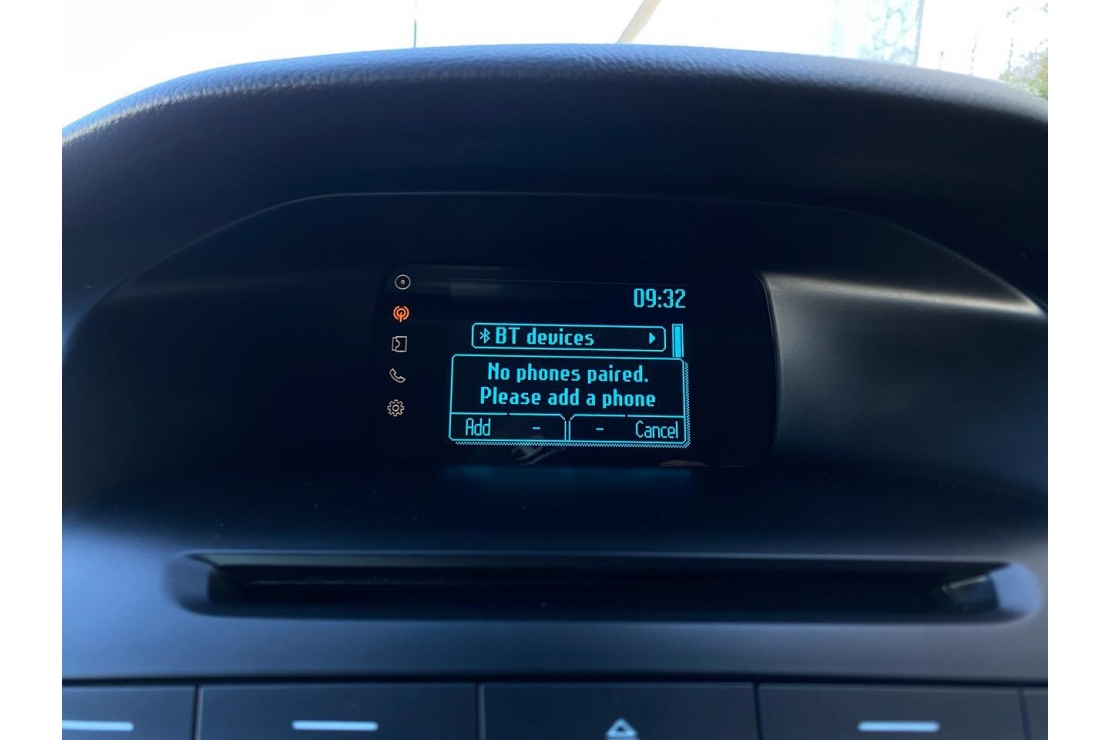 09:32
BT devices
No phones paired.
Please add a phone
Add - - Cancel